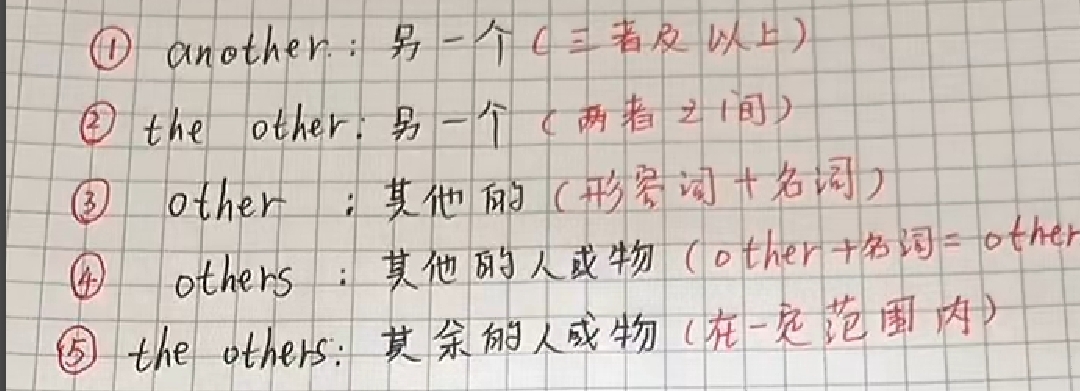 ① another: 另一个(三者及以上)
② the other: 另一个(两者之间)
③ other : 其他的(形容词+名词)
④ others : 其他的人或物(other+名词=other
⑤ the others: 其余的人或物(在一定范围内)